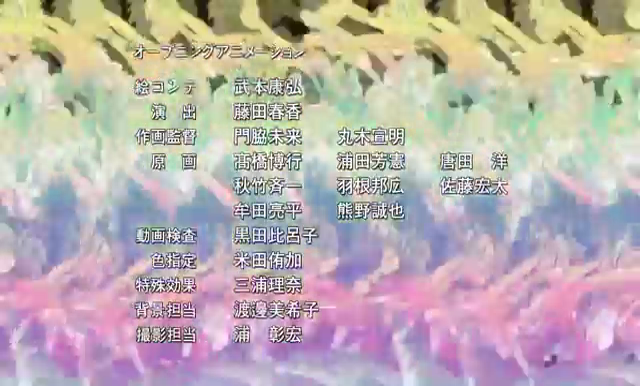 オープニングアニメーション
絵コンテ 武本康弘
演 出 藤田春香
作画監督 門脇未来 丸木宣明
原 画 髙橋博行 浦田芳憲 唐田 洋
秋竹斉一 羽根邦広 佐藤宏太
牟田亮平 熊野誠也
動画検査 黒田比呂子
色指定 米田侑加
特殊効果 三浦理奈
背景担当 渡邊美希子
撮影担当 浦 彰宏